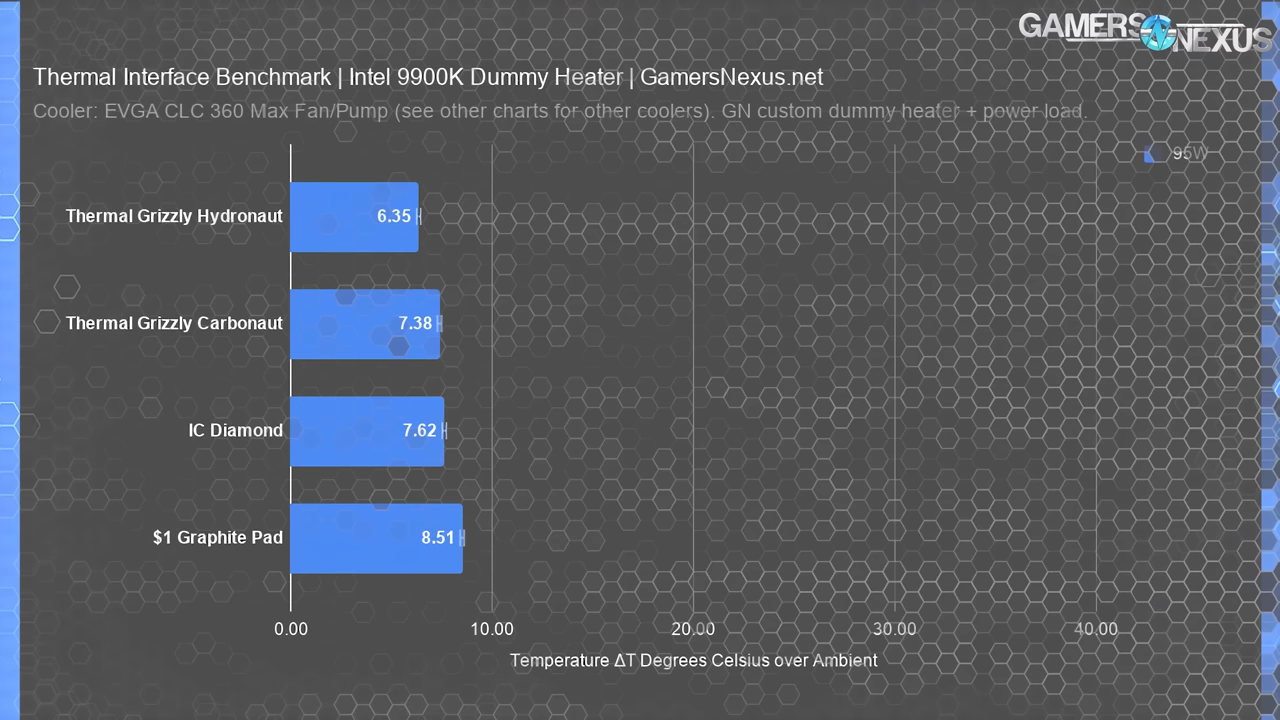 GAMERS NEXUS
Thermal Interface Benchmark | Intel 9900K Dummy Heater | GamersNexus.net
Cooler: EVGA CLC 360 Max Fan/Pump (see other charts for other coolers). GN custom dummy heater + power load.
95W
Thermal Grizzly Hydronaut 6.35
Thermal Grizzly Carbonaut 7.38
IC Diamond 7.62
$1 Graphite Pad 8.51
0.00 10.00 20.00 30.00 40.00
Temperature ΔT Degrees Celsius over Ambient